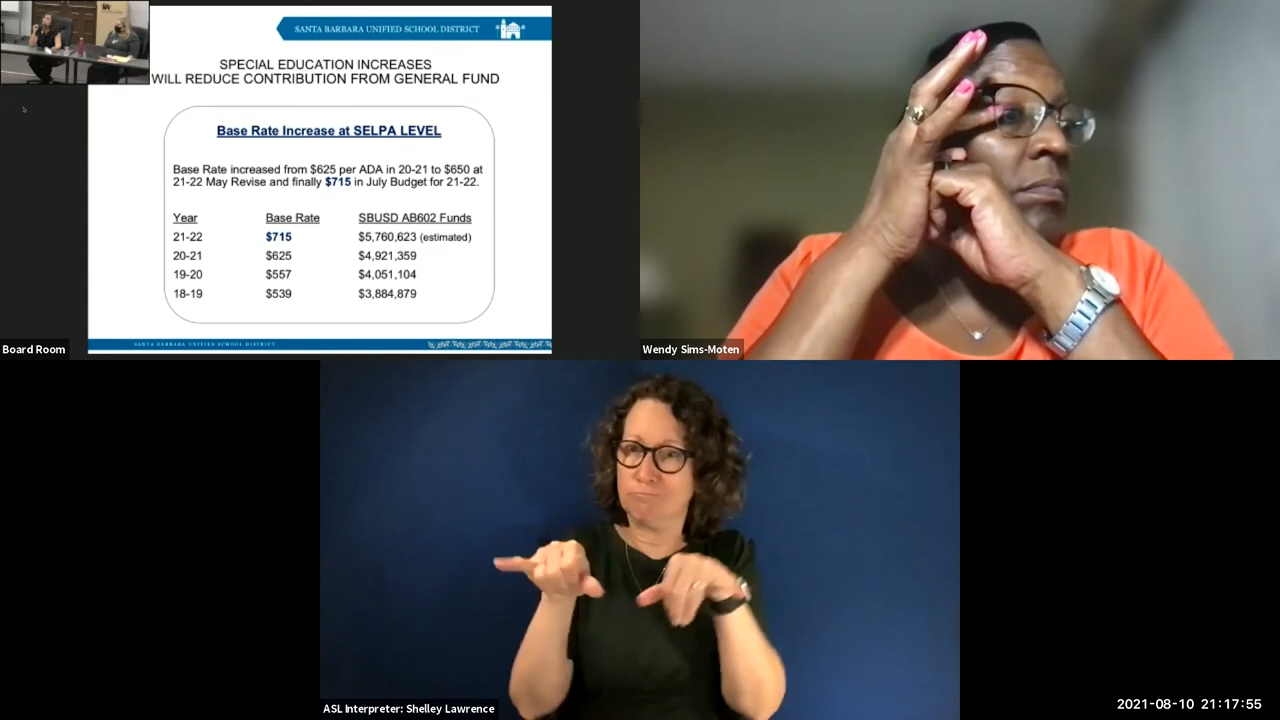 SANTA BARBARA UNIFIED SCHOOL DISTRICT
SPECIAL EDUCATION INCREASES
WILL REDUCE CONTRIBUTION FROM GENERAL FUND
Base Rate Increase at SELPA LEVEL
Base Rate increased from $625 per ADA in 20-21 to $650 at
21-22 May Revise and finally $715 in July Budget for 21-22.
Year Base Rate SBUSD AB602 Funds
21-22 $715 $5,760,623 (estimated)
20-21 $625 $4,921,359
19-20 $557 $4,051,104
18-19 $539 $3,884,879
SANTA BARBARA UNIFIED SCHOOL DISTRICT
Board Room
Wendy Sims-Moten
ASL Interpreter: Shelley Lawrence
2021-08-10 21:17:55